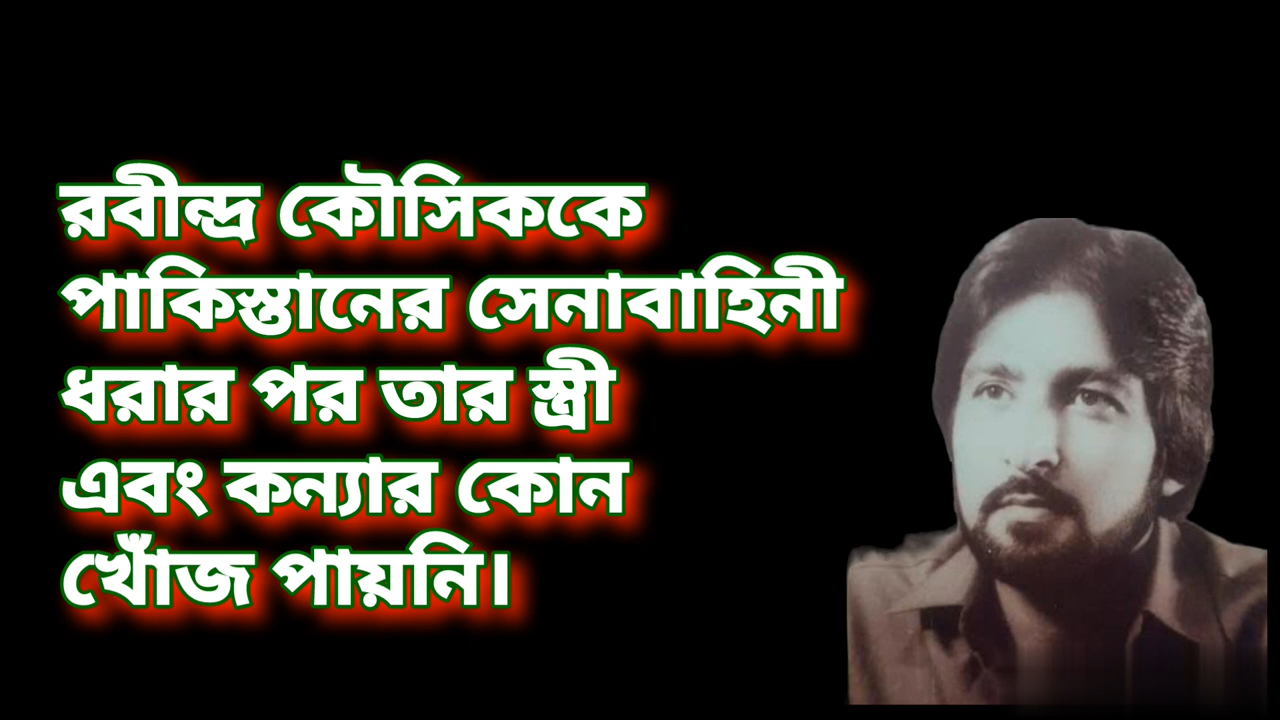 রবীন্দ্র কৌসিককে
পাকিস্তানের সেনাবাহিনী
ধরার পর তার স্ত্রী
এবং কন্যার কোন
খোঁজ পায়নি।